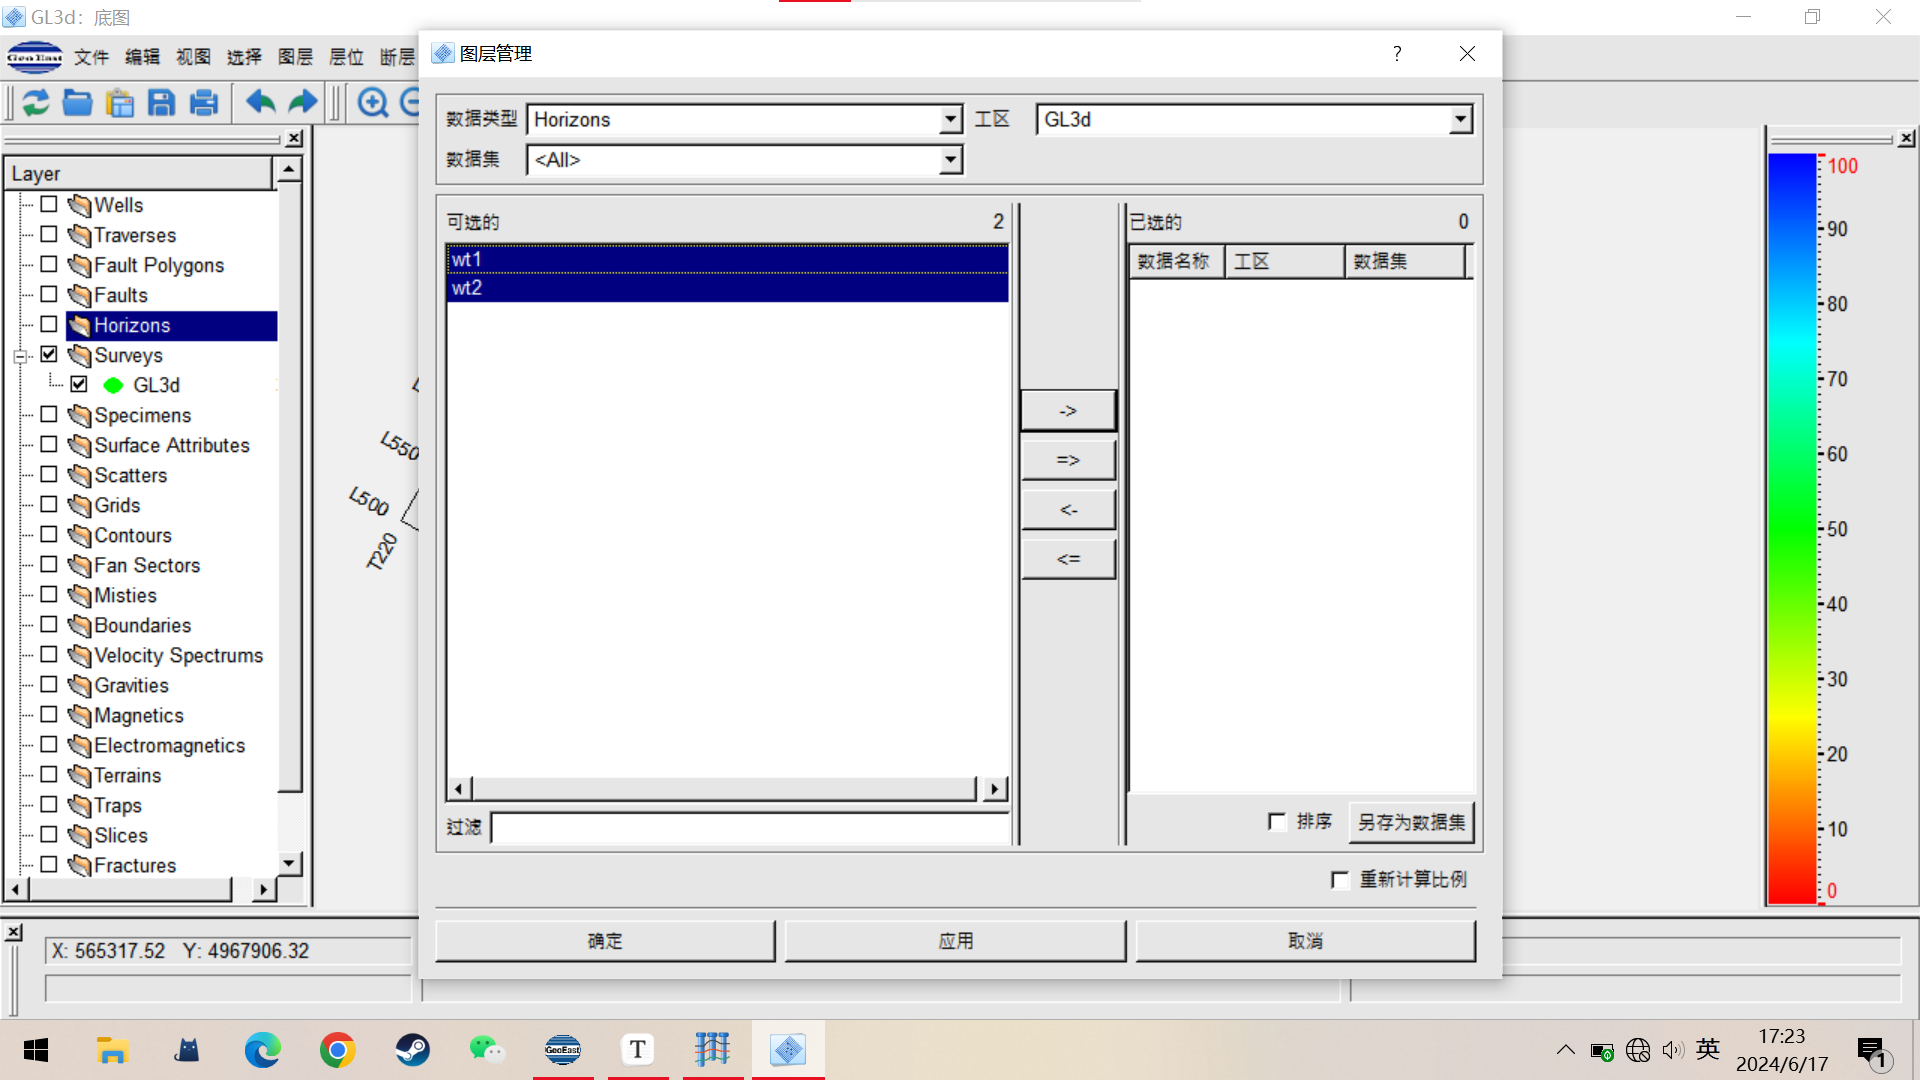 GL3d：底图
GeoEast 文件 编辑 视图 选择 图层 层位 断层
图层管理
?
数据类型 Horizons 工区 GL3d
数据集 <All>
可选的 2
wt1
wt2
过滤
->
=>
<-
<=
已选的 0
数据名称 工区 数据集
排序 另存为数据集
重新计算比例
确定 应用 取消
Layer
Wells
Traverses
Fault Polygons
Faults
Horizons
Surveys
GL3d
Specimens
Surface Attributes
Scatters
Grids
Contours
Fan Sectors
Misties
Boundaries
Velocity Spectrums
Gravities
Magnetics
Electromagnetics
Terrains
Traps
Slices
Fractures
L550
L500
T220
100
90
80
70
60
50
40
30
20
10
0
X: 565317.52 Y: 4967906.32
GeoEast
T
英
17:23
2024/6/17
1